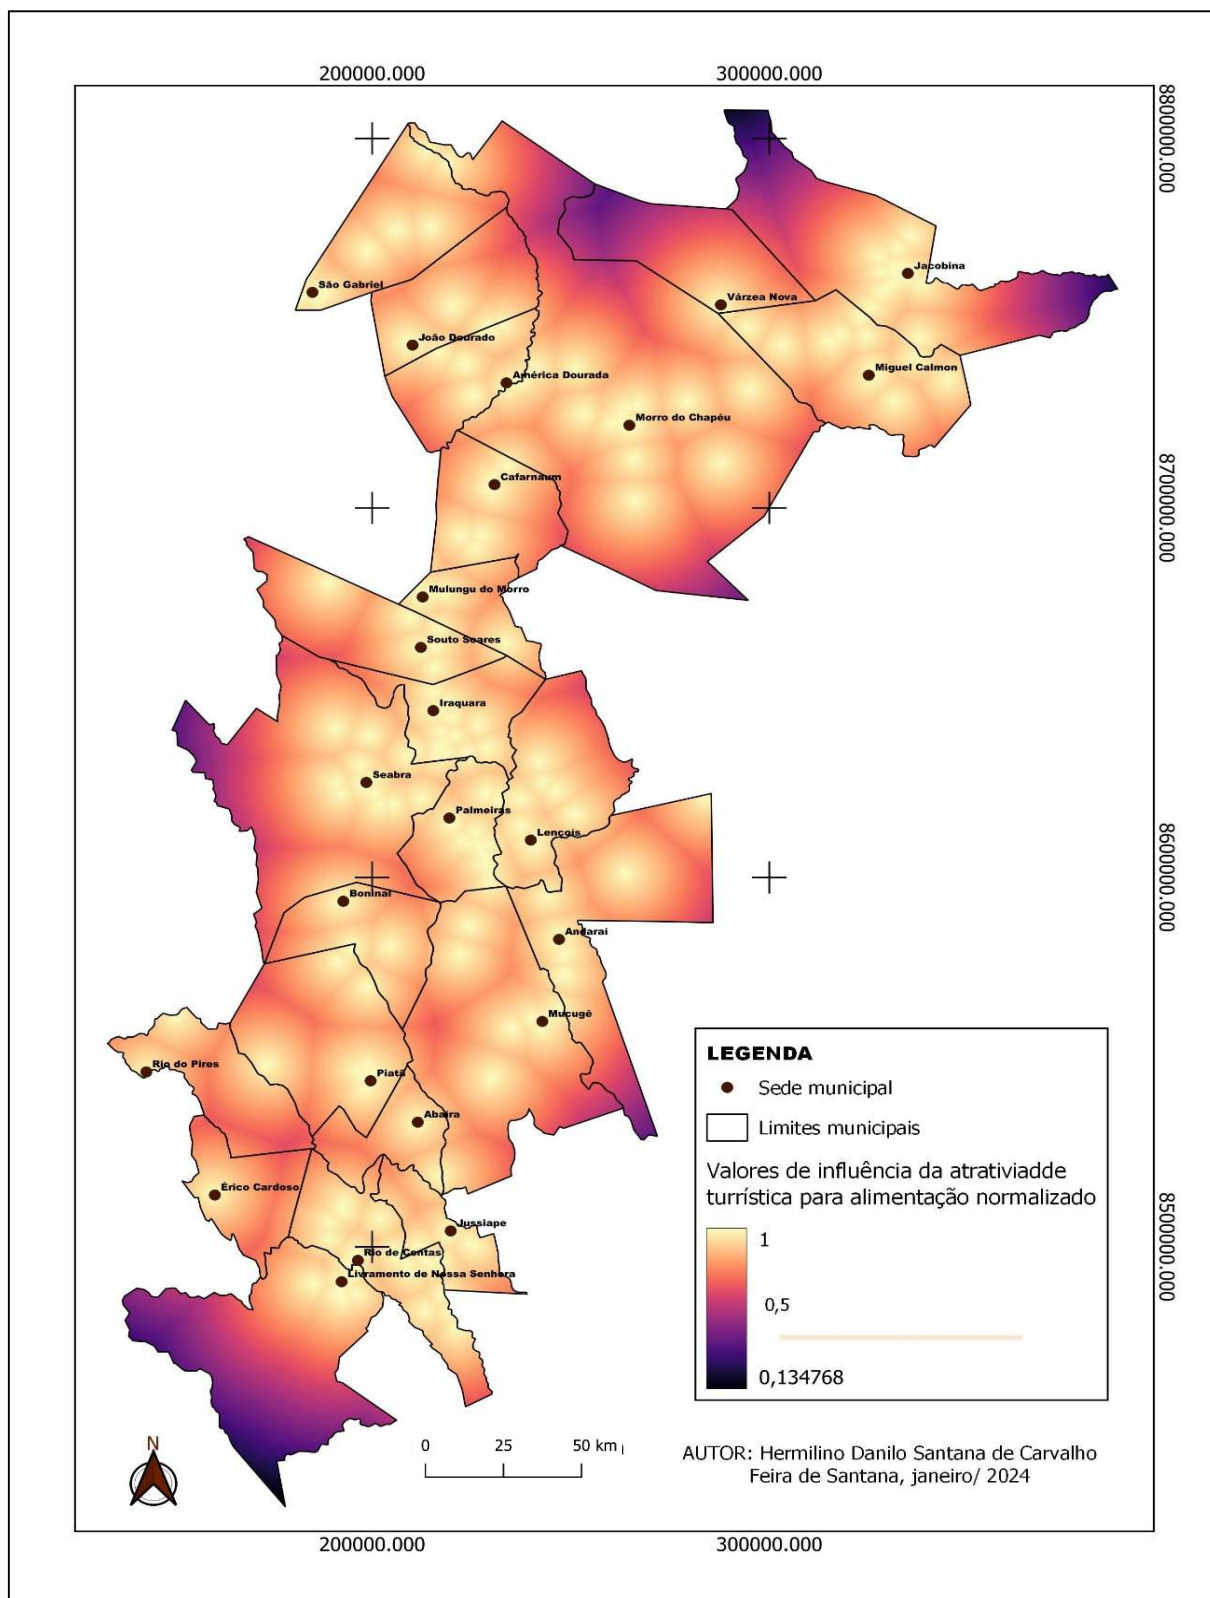 200000.000
300000.000
8800000.000
São Gabriel
Jacobina
Várzea Nova
João Dourado
América Dourada
Miguel Calmon
Morro do Chapéu
8700000.000
Cafarnaum
Mulungu do Morro
Souto Soares
Iraquara
Seabra
Palmeiras
Lençois
8600000.000
Boninal
Andaraí
Mucugê
Rio do Pires
Piatã
Abaíra
Érico Cardoso
Jussiape
Rio de Contas
Livramento de Nossa Senhora
8500000.000
LEGENDA
Sede municipal
Limites municipais
Valores de influência da atrativiadde
turrística para alimentação normalizado
1
0,5
0,134768
N
0 25 50 km
AUTOR: Hermilino Danilo Santana de Carvalho
Feira de Santana, janeiro/ 2024
200000.000
300000.000